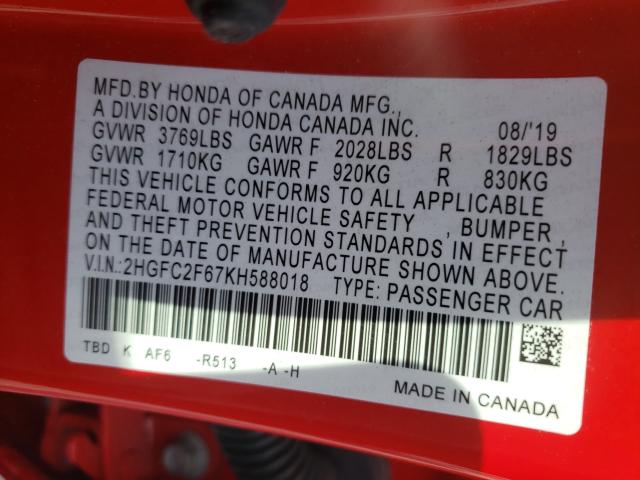 MFD.BY HONDA OF CANADA MFG.,
A DIVISION OF HONDA CANADA INC. 08/'19
GVWR 3769LBS GAWR F 2028LBS R 1829LBS
GVWR 1710KG GAWR F 920KG R 830KG
THIS VEHICLE CONFORMS TO ALL APPLICABLE
FEDERAL MOTOR VEHICLE SAFETY , BUMPER ,
AND THEFT PREVENTION STANDARDS IN EFFECT
ON THE DATE OF MANUFACTURE SHOWN ABOVE.
V.I.N.:2HGFC2F67KH588018 TYPE: PASSENGER CAR
TBD K AF6 -R513 -A -H
MADE IN CANADA